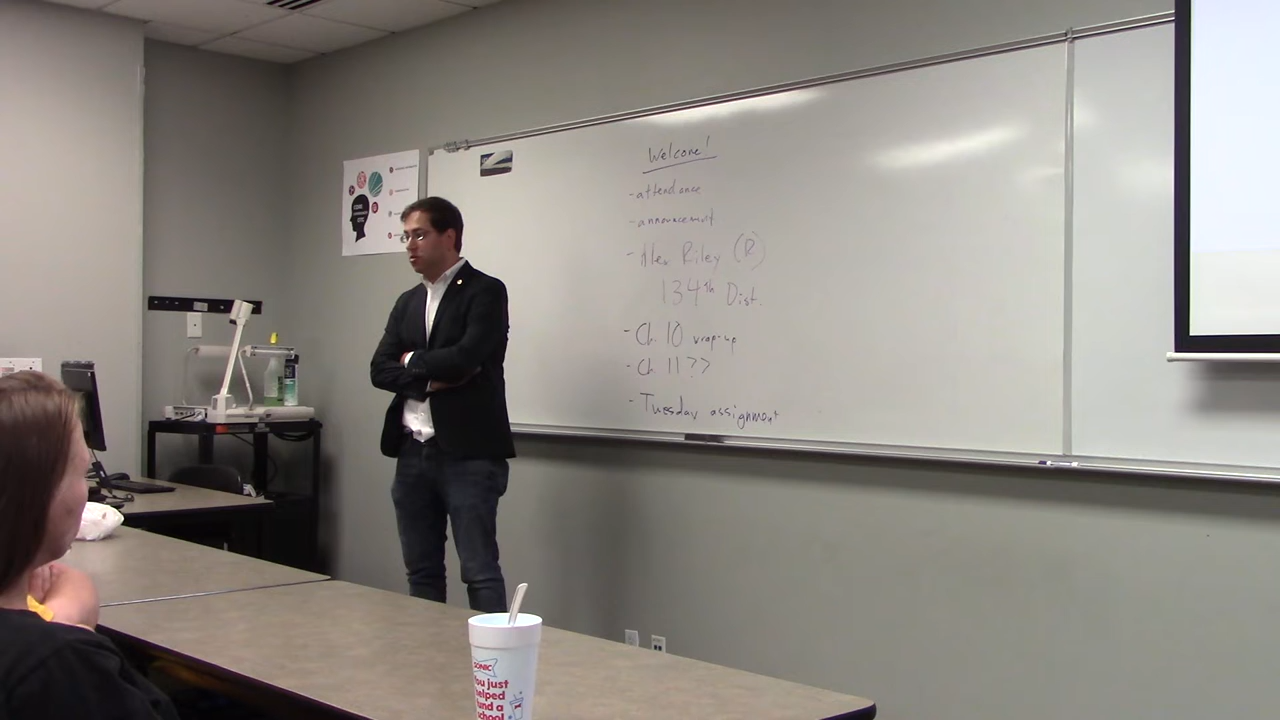 Welcome!
- attendance
- announcement
- Alex Riley (R)
134th Dist.
- Ch. 10 wrap-up
- Ch 11??
- Tuesday assignment
SONIC
You just
helped
fund a
school